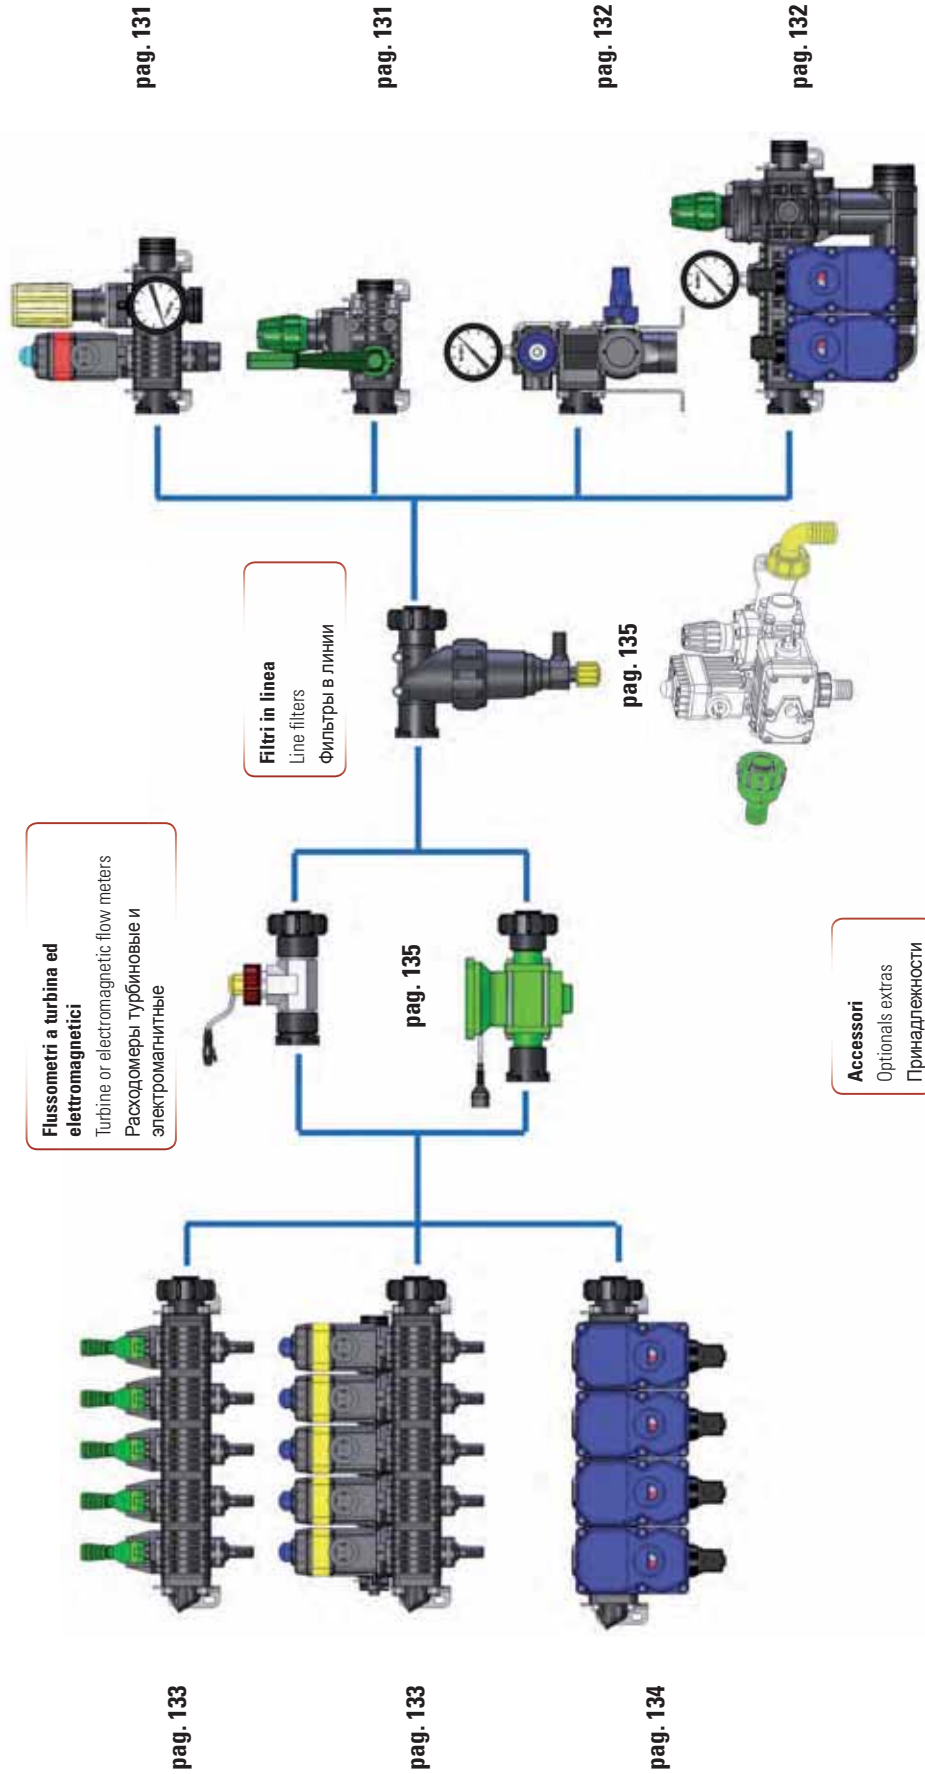 pag. 131
pag. 131
pag. 132
pag. 132
Filtri in linea
Line filters
Фильтры в линии
pag. 135
Flussometri a turbina ed
elettromagnetici
Turbine or electromagnetic flow meters
Расходомеры турбиновые и
электромагнитные
pag. 135
Accessori
Optionals extras
Принадлежности
pag. 133
pag. 133
pag. 134